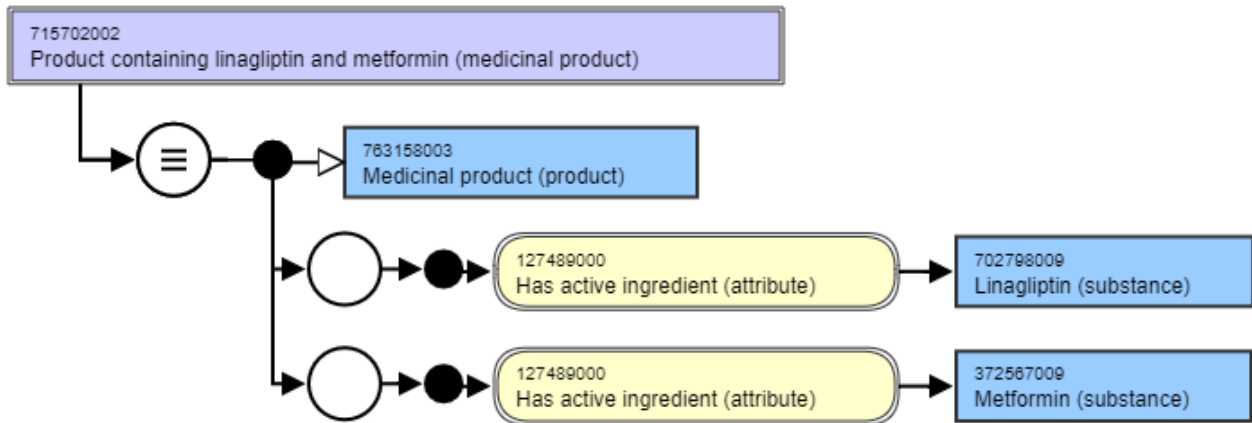 715702002
Product containing linagliptin and metformin (medicinal product)
763158003
Medicinal product (product)
127489000
Has active ingredient (attribute)
702798009
Linagliptin (substance)
127489000
Has active ingredient (attribute)
372567009
Metformin (substance)